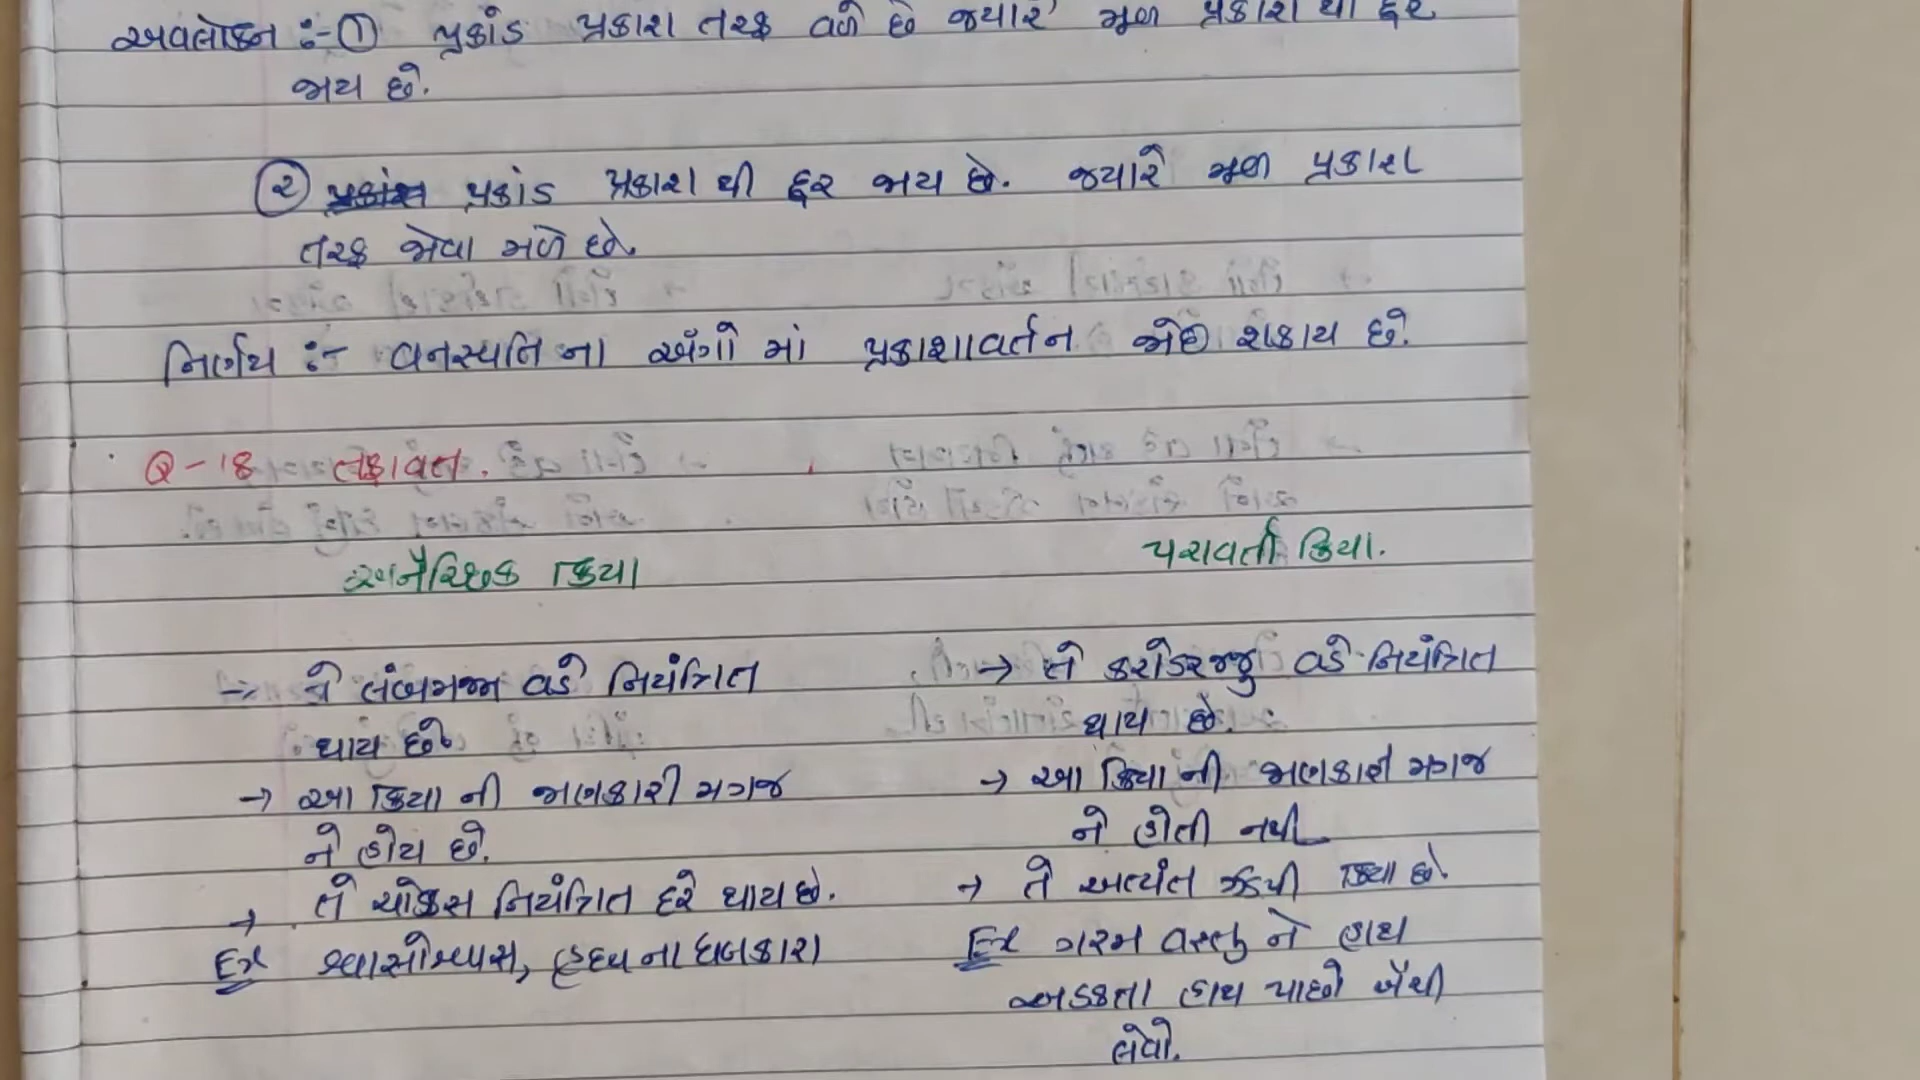 અવલોકન :- ① પ્રકાંડ પ્રકાશ તરફ વળે છે જયારે મૂળ પ્રકાશ થી દૂર
જાય છે.
② પ્રકાંડ પ્રકાશ થી દૂર જાય છે. જ્યારે મૂળ પ્રકાશ
તરફ જોવા મળે છે.
નિર્ણય :- વનસ્પતિ ના અંગો માં પ્રકાશાવર્તન જોઈ શકાય છે.
Q-18 તફાવત.
અનૈચ્છિક ક્રિયા પરાવર્તી ક્રિયા.
→ તે લંબમજ્જા વડે નિયંત્રિત → તે કરોડરજ્જુ વડે નિયંત્રિત
થાય છે. થાય છે.
→ આ ક્રિયા ની જાણકારી મગજ → આ ક્રિયા ની જાણકારી મગજ
ને હોય છે. ને હોતી નથી
→ તે ચોક્કસ નિયંત્રિત દરે થાય છે. → તે અત્યંત ઝડપી ક્રિયા છે.
Ex શ્વાસોશ્વાસ, હૃદય ના ધબકારા Ex ગરમ વસ્તુ ને હાથ
અડકતા હાથ પાછો ખેંચી
લેવો.